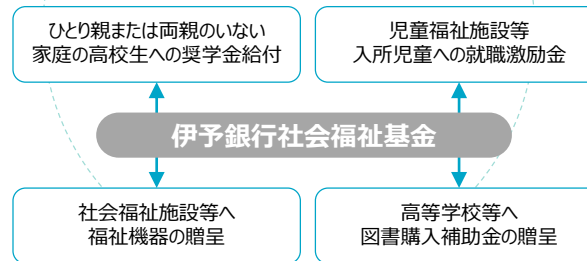 ひとり親または両親のいない
家庭の高校生への奨学金給付
児童福祉施設等
入所児童への就職激励金
伊予銀行社会福祉基金
社会福祉施設等へ
福祉機器の贈呈
高等学校等へ
図書購入補助金の贈呈